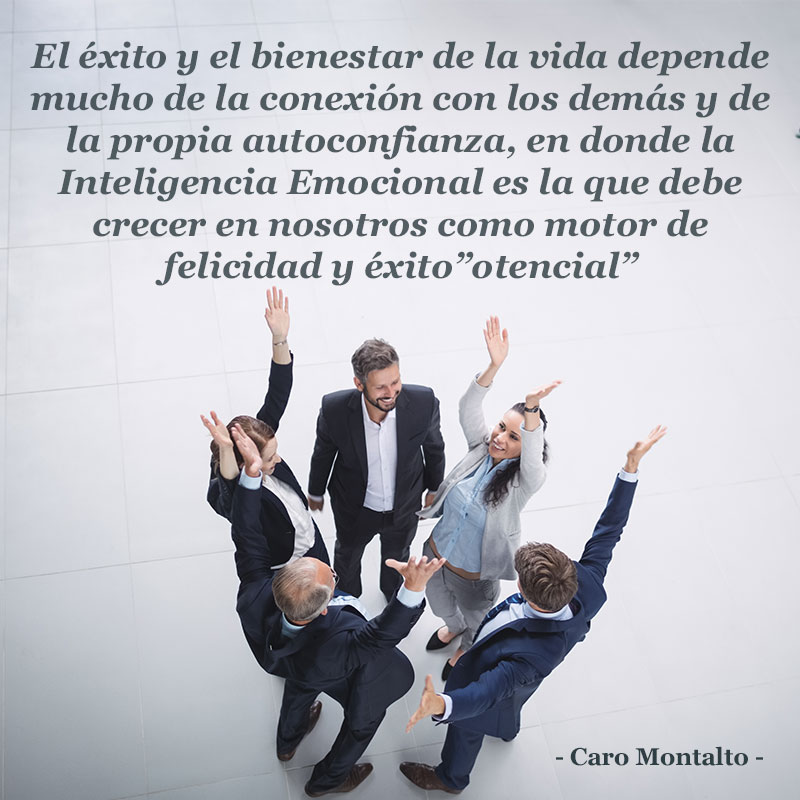 El éxito y el bienestar de la vida depende
mucho de la conexión con los demás y de
la propia autoconfianza, en donde la
Inteligencia Emocional es la que debe
crecer en nosotros como motor de
felicidad y éxito”otencial”
- Caro Montalto -